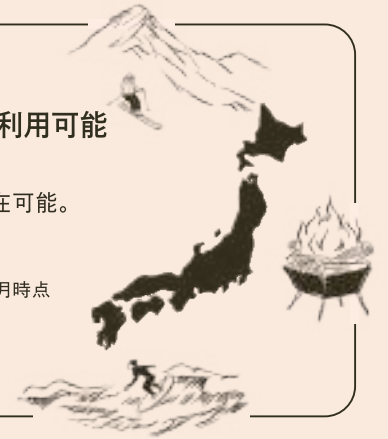 利用可能
在可能。
月時点